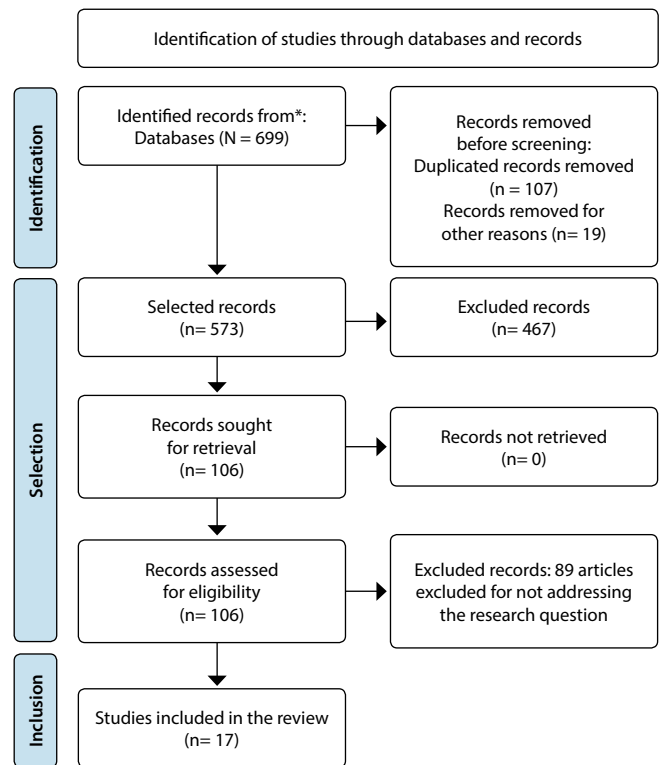 Identification of studies through databases and records
Identification
Identified records from*:
Databases (N = 699)
Records removed
before screening:
Duplicated records removed
(n = 107)
Records removed for
other reasons (n= 19)
Selection
Selected records
(n= 573)
Excluded records
(n= 467)
Records sought
for retrieval
(n= 106)
Records not retrieved
(n= 0)
Records assessed
for eligibility
(n= 106)
Excluded records: 89 articles
excluded for not addressing
the research question
Inclusion
Studies included in the review
(n= 17)